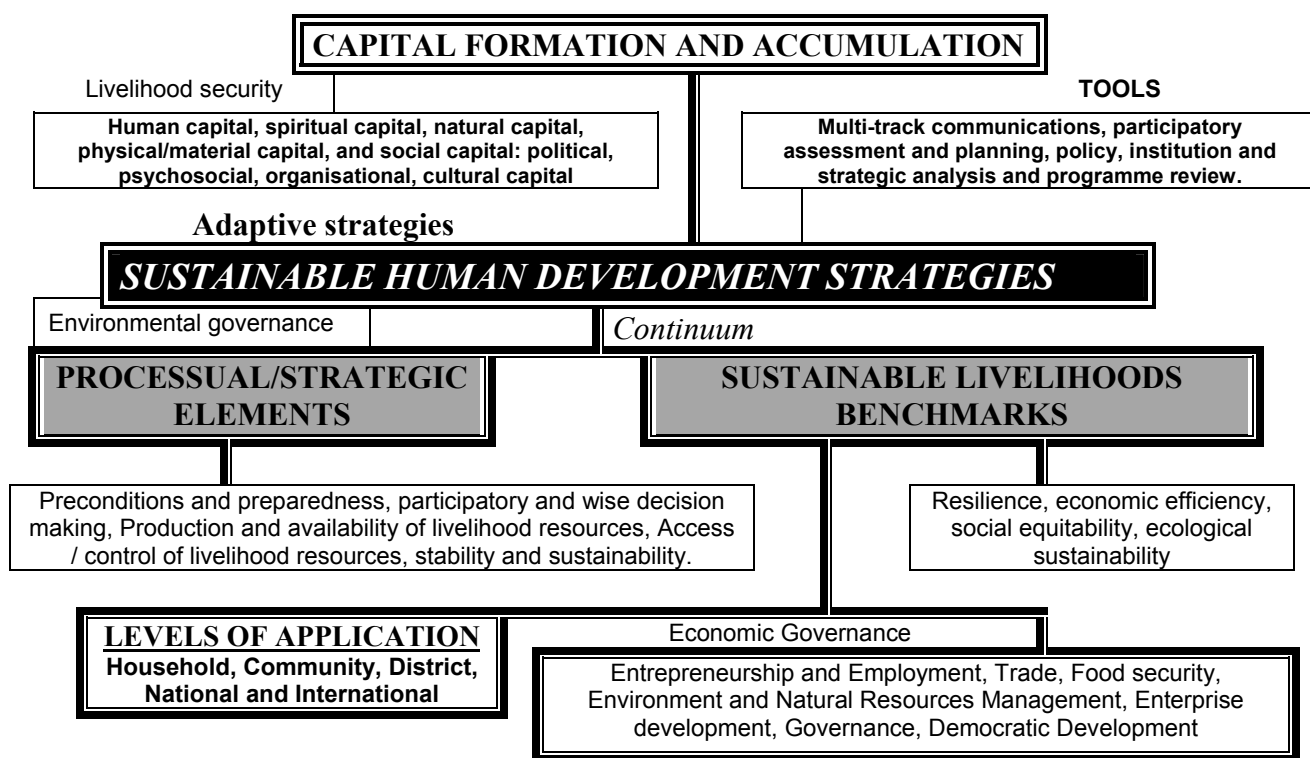 CAPITAL FORMATION AND ACCUMULATION
Livelihood security
TOOLS
Human capital, spiritual capital, natural capital,
physical/material capital, and social capital: political,
psychosocial, organisational, cultural capital
Multi-track communications, participatory
assessment and planning, policy, institution and
strategic analysis and programme review.
Adaptive strategies
SUSTAINABLE HUMAN DEVELOPMENT STRATEGIES
Environmental governance
Continuum
PROCESSUAL/STRATEGIC
ELEMENTS
SUSTAINABLE LIVELIHOODS
BENCHMARKS
Preconditions and preparedness, participatory and wise decision
making, Production and availability of livelihood resources, Access
/ control of livelihood resources, stability and sustainability.
Resilience, economic efficiency,
social equitability, ecological
sustainability
LEVELS OF APPLICATION
Household, Community, District,
National and International
Economic Governance
Entrepreneurship and Employment, Trade, Food security,
Environment and Natural Resources Management, Enterprise
development, Governance, Democratic Development